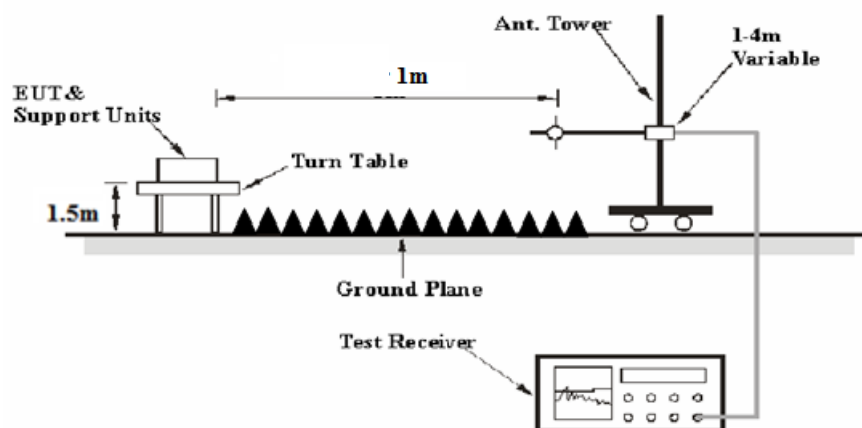 Ant. Tower
1-4m
Variable
1m
EUT&
Support Units
Turn Table
1.5m
Ground Plane
Test Receiver